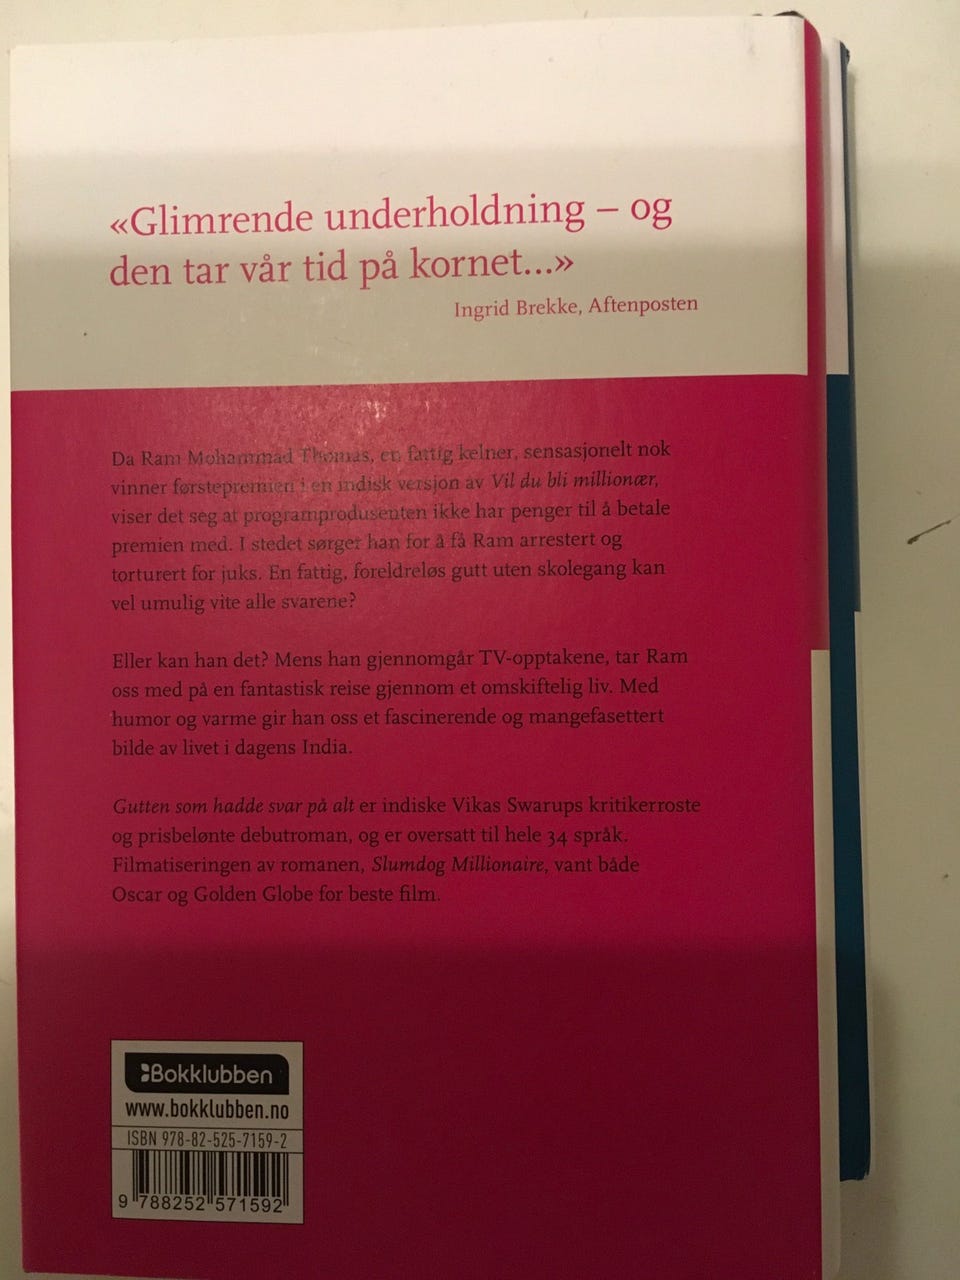 «Glimrende underholdning – og
den tar vår tid på kornet...»
Ingrid Brekke, Aftenposten
Da Ram Mohammad Thomas, en fattig kelner, sensasjonelt nok
vinner førstepremien i en indisk versjon av Vil du bli millionær,
viser det seg at programprodusenten ikke har penger til å betale
premien med. I stedet sørger han for å få Ram arrestert og
torturert for juks. En fattig, foreldreløs gutt uten skolegang kan
vel umulig vite alle svarene?
Eller kan han det? Mens han gjennomgår TV-opptakene, tar Ram
oss med på en fantastisk reise gjennom et omskiftelig liv. Med
humor og varme gir han oss et fascinerende og mangefasettert
bilde av livet i dagens India.
Gutten som hadde svar på alt er indiske Vikas Swarups kritikerroste
og prisbelønte debutroman, og er oversatt til hele 34 språk.
Filmatiseringen av romanen, Slumdog Millionaire, vant både
Oscar og Golden Globe for beste film.
Bokklubben
www.bokklubben.no
ISBN 978-82-525-7159-2
9 788252 571592